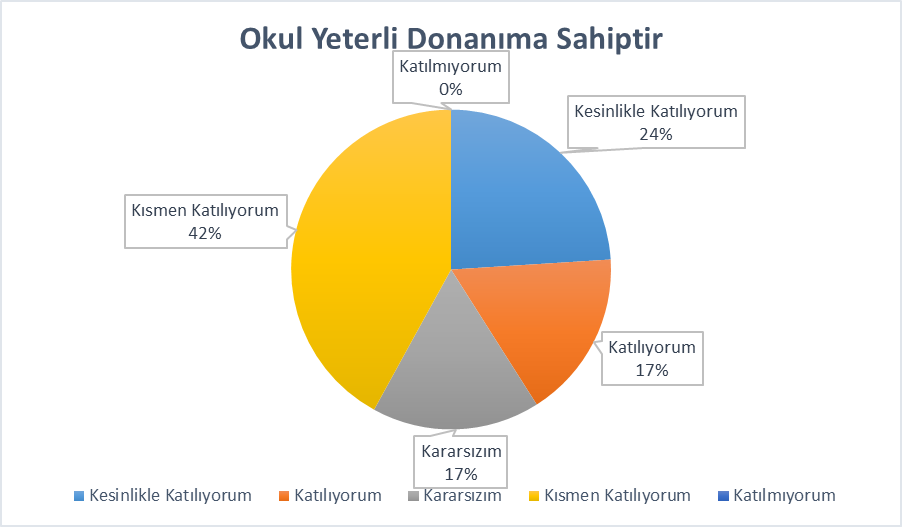 Okul Yeterli Donanıma Sahiptir
Katılmıyorum
0%
Kesinlikle Katılıyorum
24%
Kısmen Katılıyorum
42%
Katılıyorum
17%
Kararsızım
17%
Kesinlikle Katılıyorum Katılıyorum Kararsızım Kısmen Katılıyorum Katılmıyorum